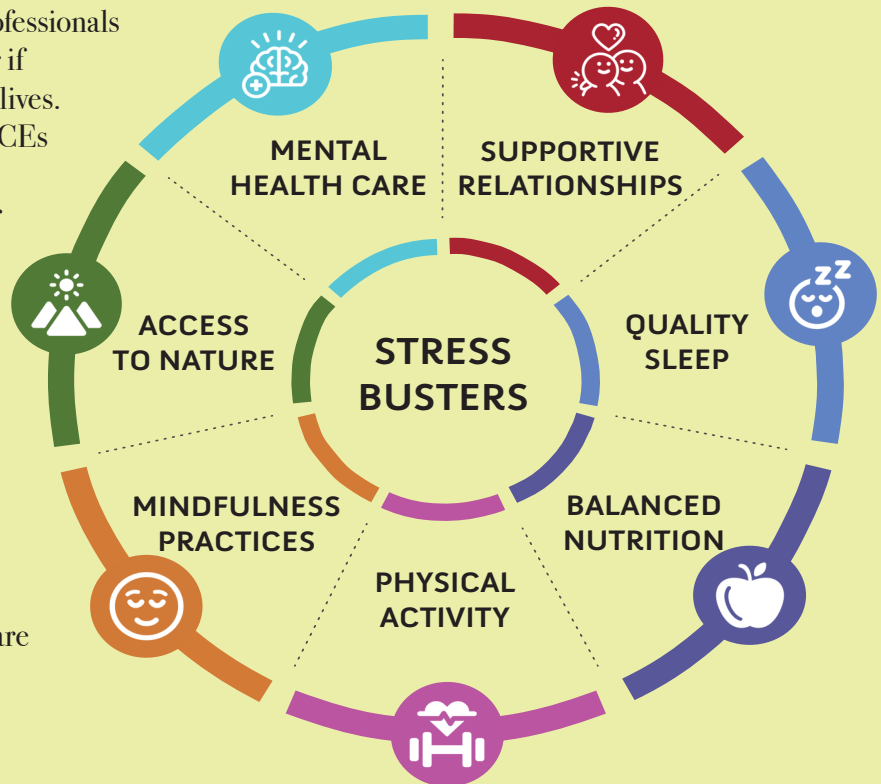 ofessionals
if
lives.
CEs
.
are
MENTAL
HEALTH CARE
SUPPORTIVE
RELATIONSHIPS
zz
QUALITY
SLEEP
BALANCED
NUTRITION
PHYSICAL
ACTIVITY
MINDFULNESS
PRACTICES
ACCESS
TO NATURE
STRESS
BUSTERS